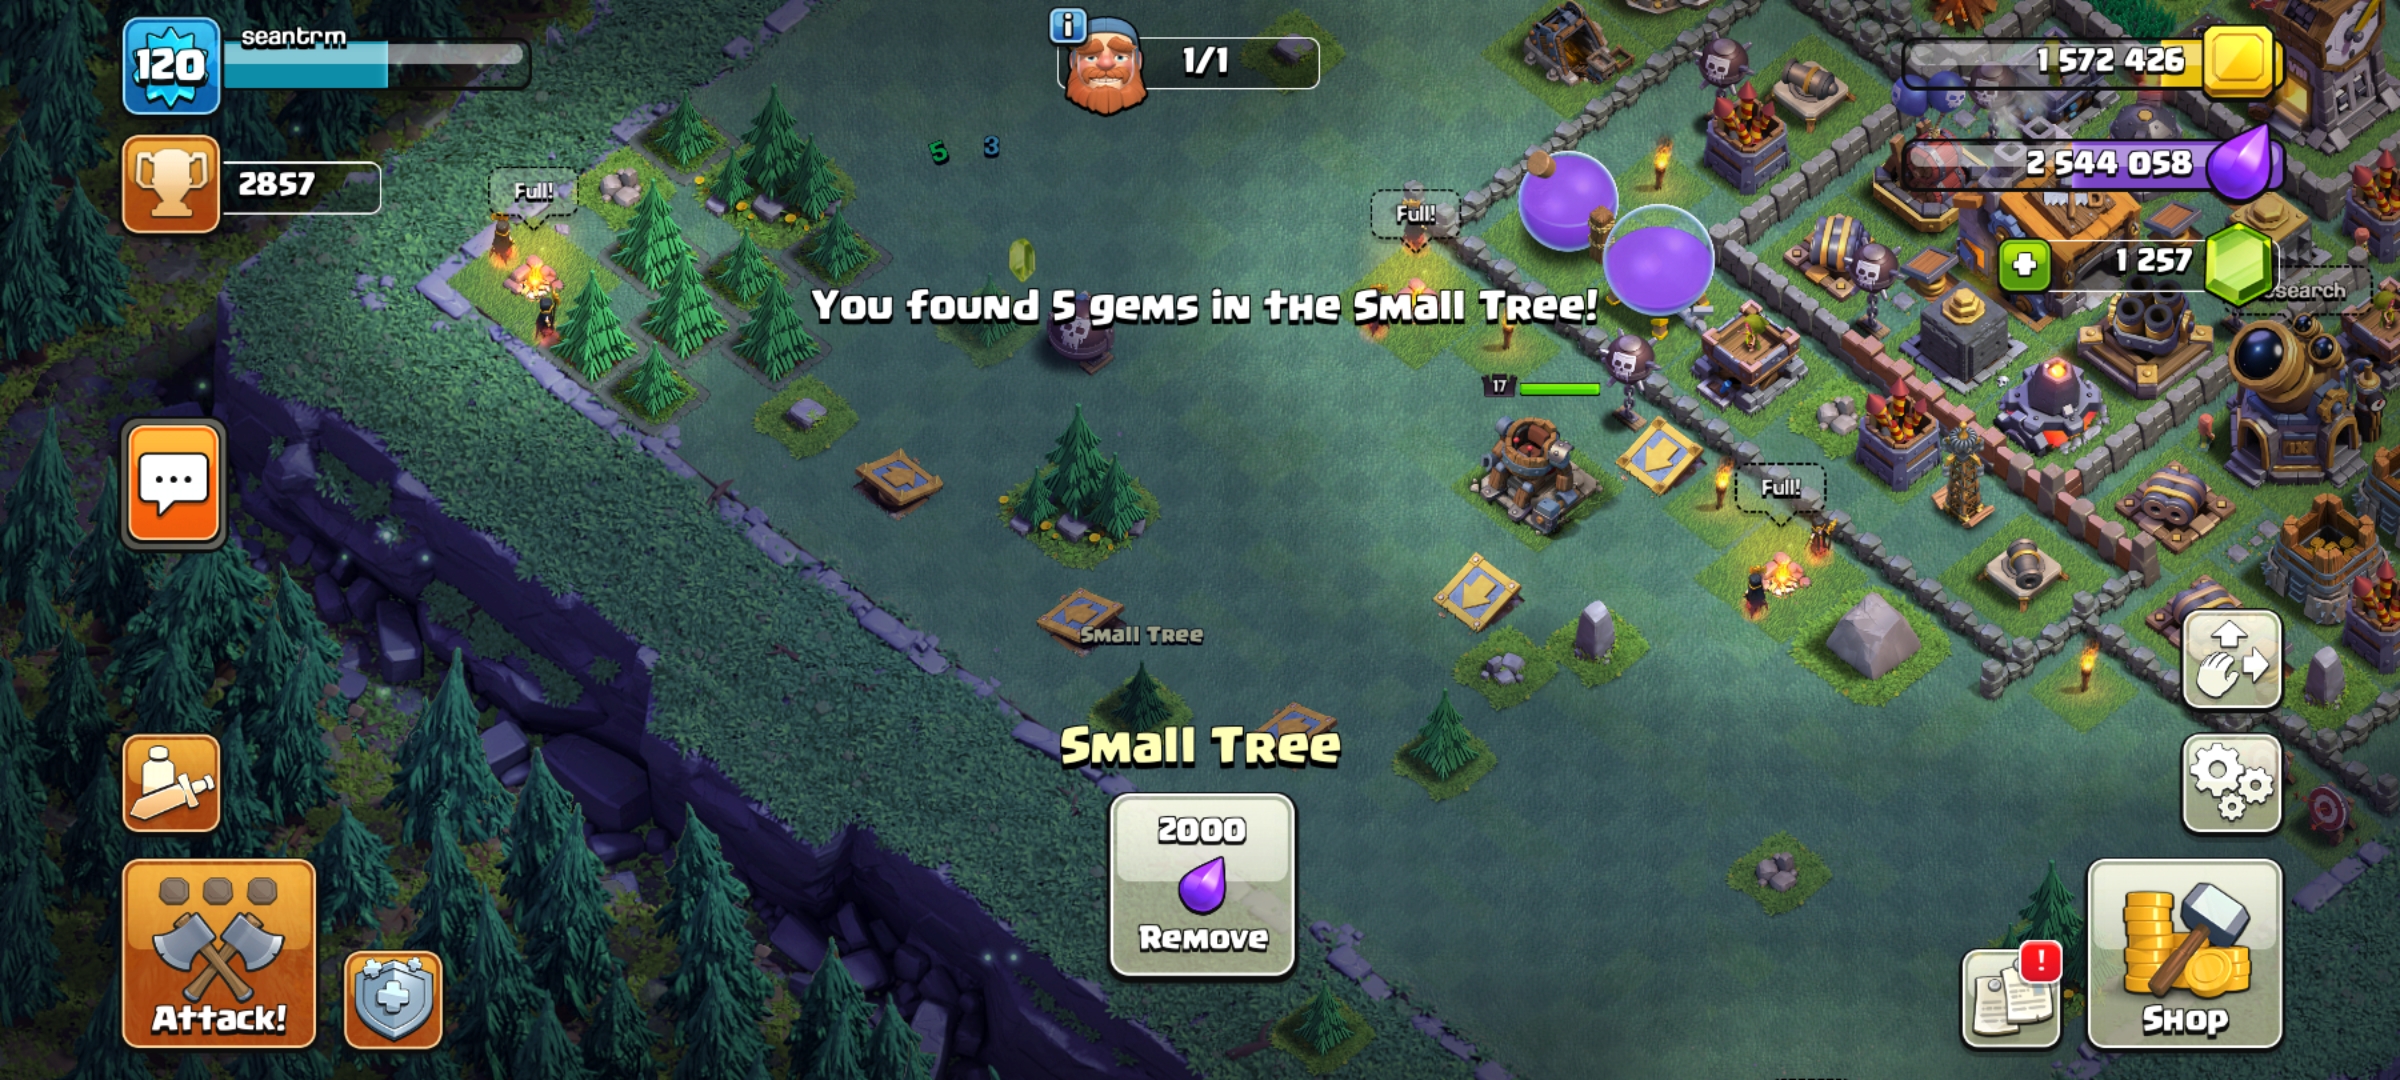 120
seantrm
i
1/1
1 572 426
5
3
2 544 058
2857
Full!
Full!
+
1 257
esearch
You found 5 gems in the Small Tree!
17
Full!
Small Tree
Small Tree
2000
Remove
Attack!
!
Shop